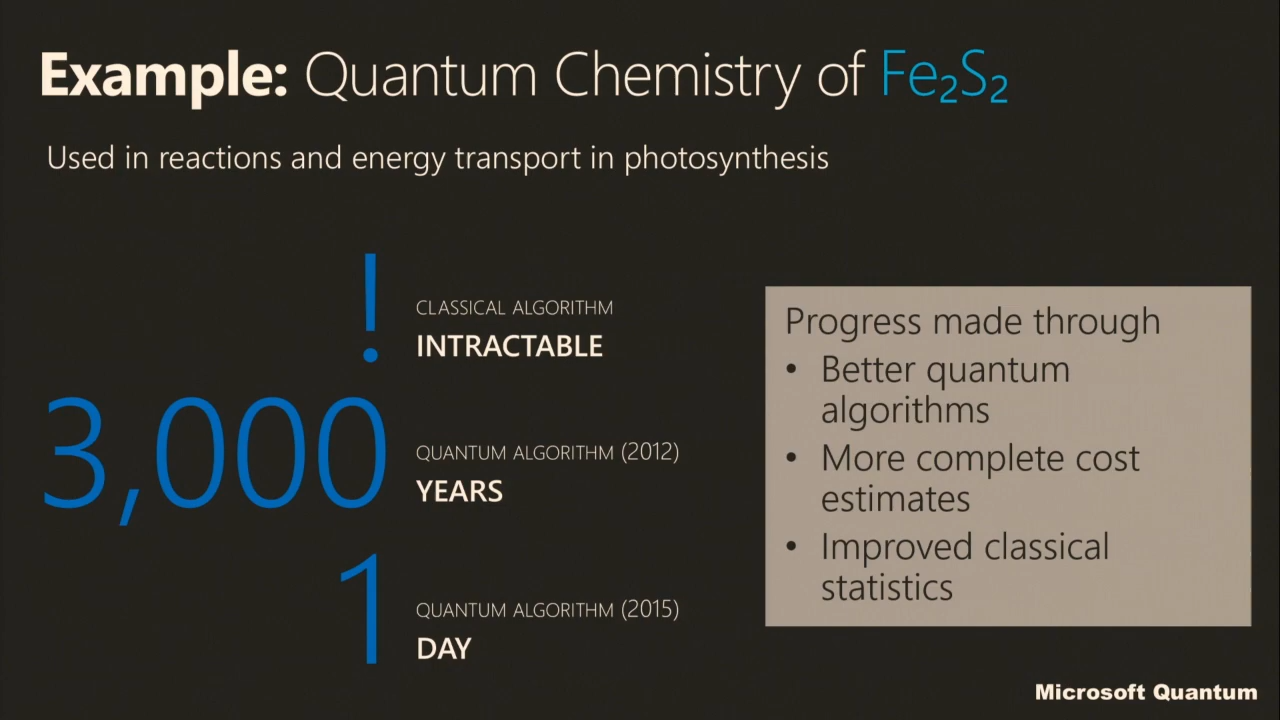 Example: Quantum Chemistry of Fe₂S₂
Used in reactions and energy transport in photosynthesis
!
CLASSICAL ALGORITHM
INTRACTABLE
3,000
QUANTUM ALGORITHM (2012)
YEARS
1
QUANTUM ALGORITHM (2015)
DAY
Progress made through
• Better quantum
algorithms
• More complete cost
estimates
• Improved classical
statistics
Microsoft Quantum